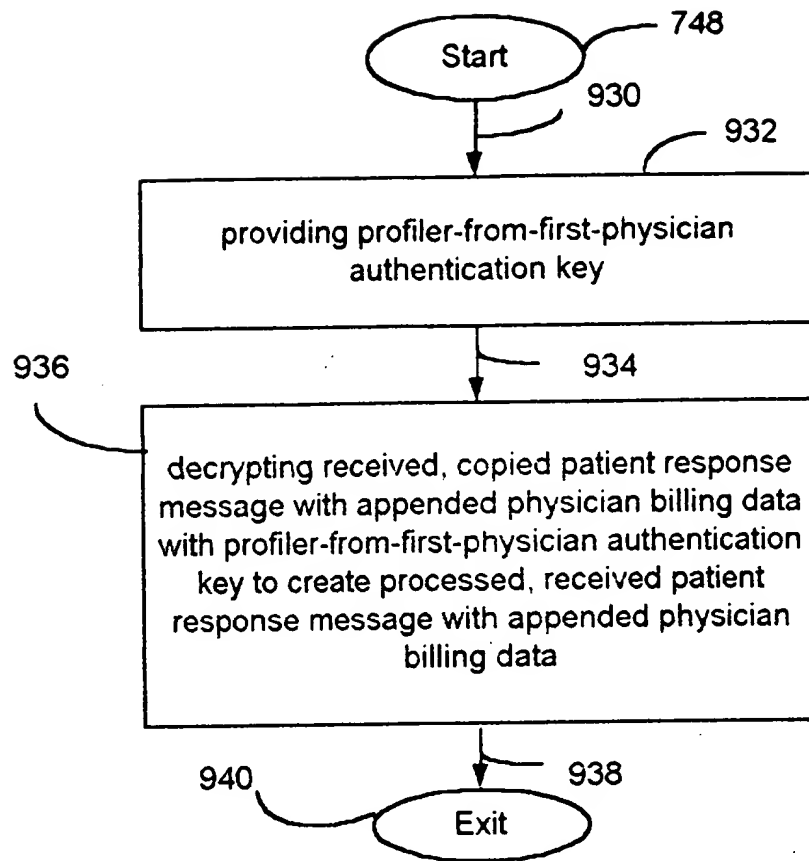 Start
748
930
932
providing profiler-from-first-physician
authentication key
934
936
decrypting received, copied patient response
message with appended physician billing data
with profiler-from-first-physician authentication
key to create processed, received patient
response message with appended physician
billing data
938
940
Exit